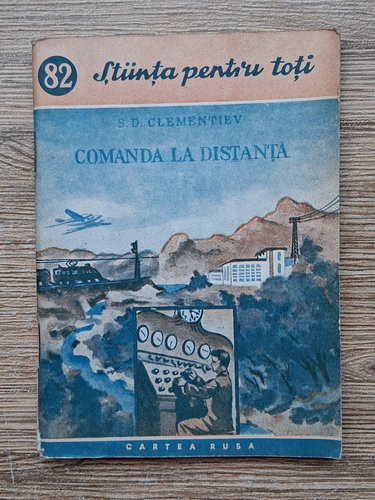 82 Știința pentru toți
S.D. CLEMENTIEV
COMANDA LA DISTANȚA
CARTEA RUSA